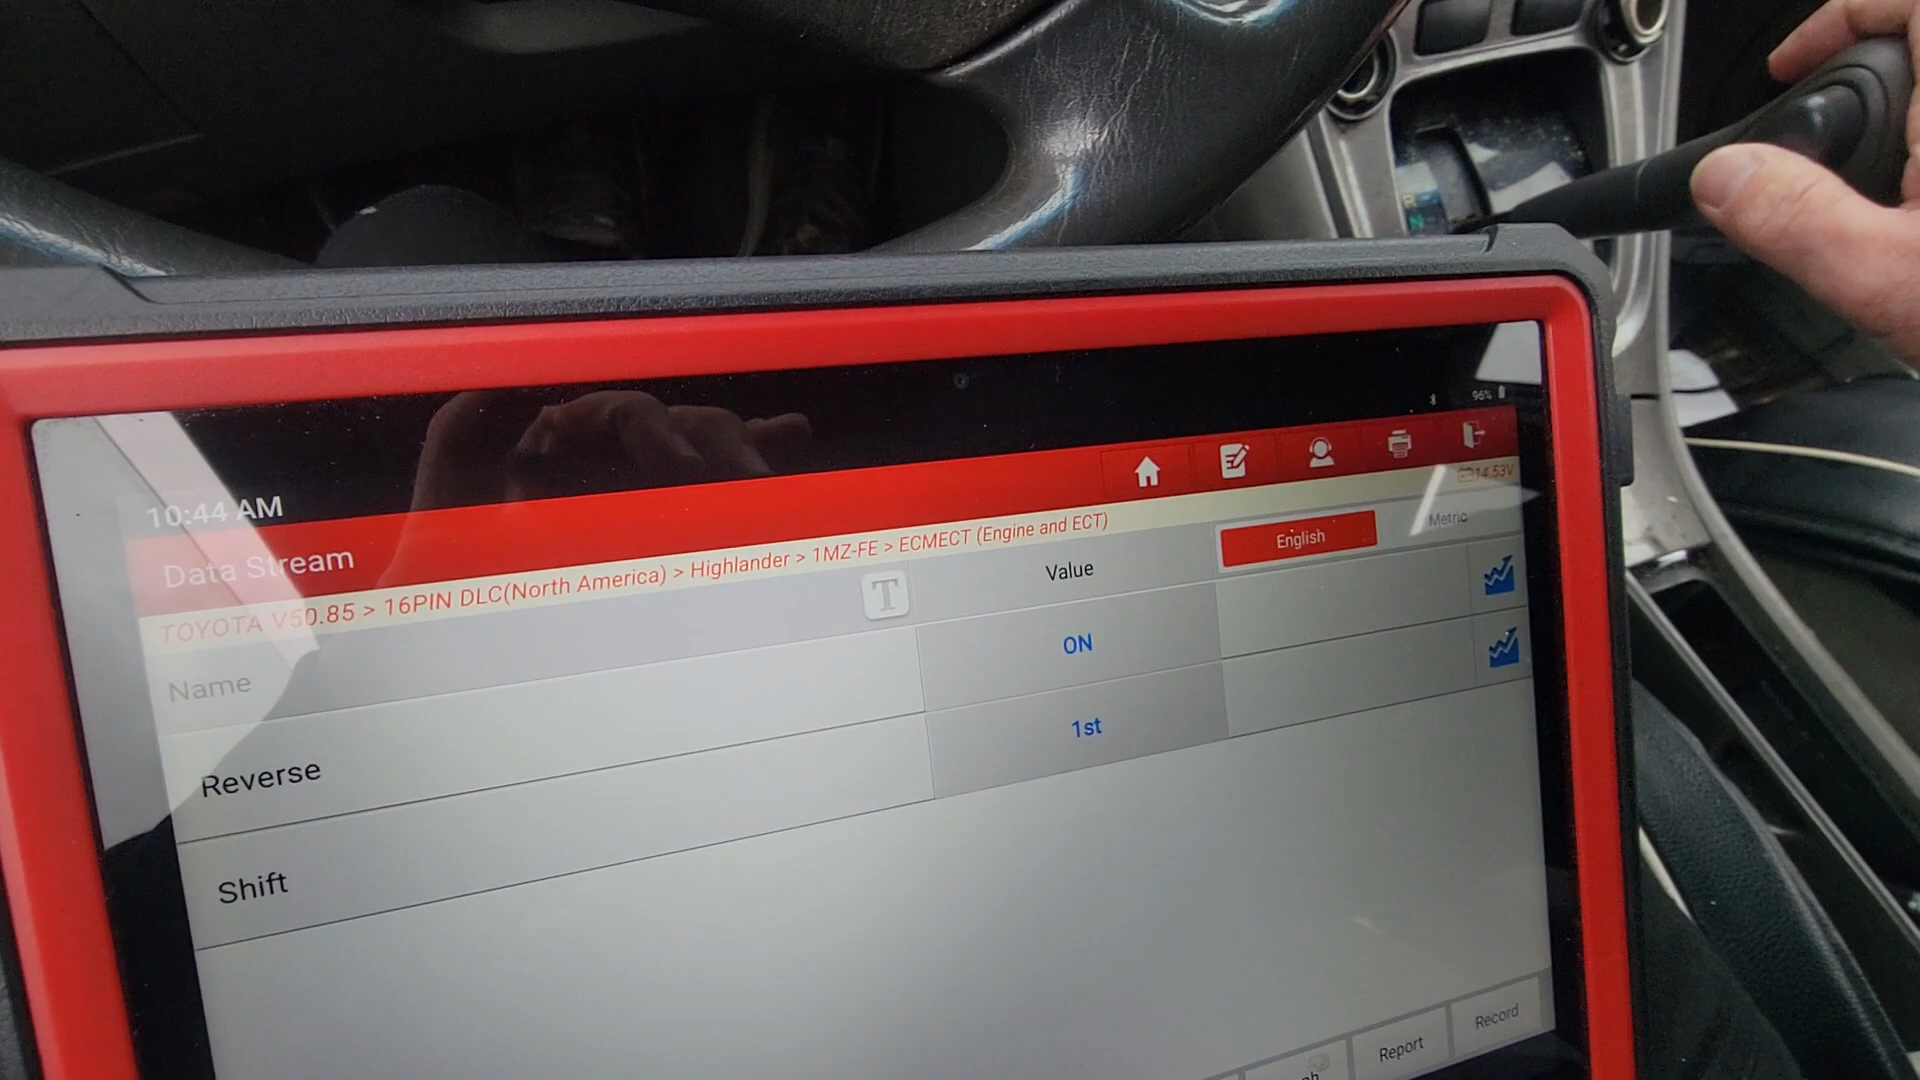 96%
10:44 AM
14.53V
Data Stream
TOYOTA V50.85 > 16PIN DLC(North America) > Highlander > 1MZ-FE > ECMECT (Engine and ECT)
Name
T
Value
English
Metric
Reverse
ON
Shift
1st
Report
Record
N